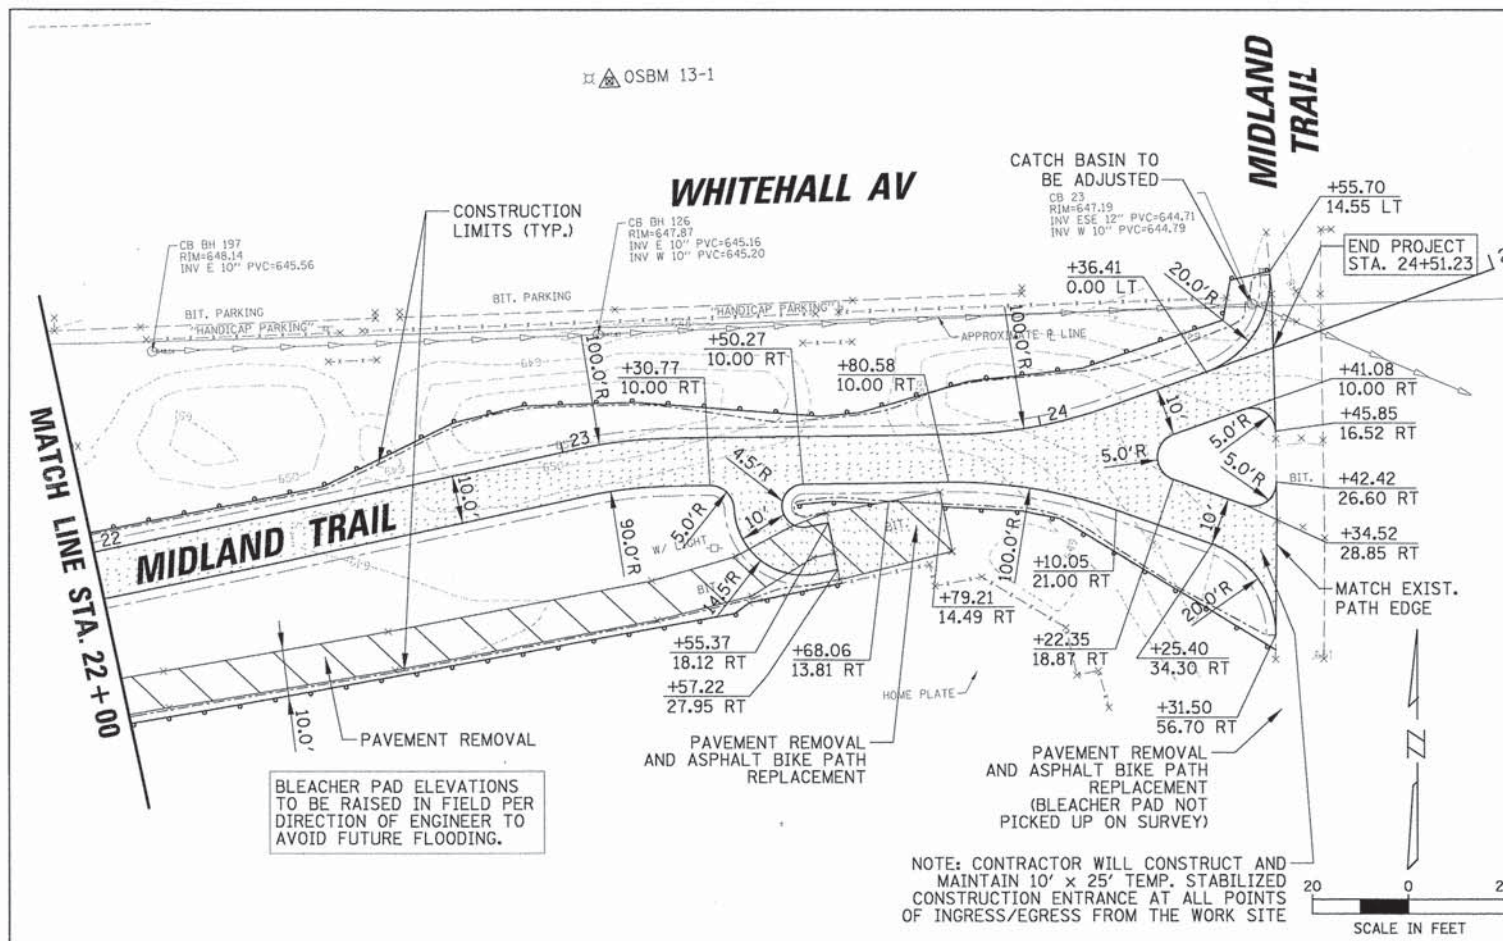 OSBM 13-1
MIDLAND
TRAIL
WHITEHALL AV
CATCH BASIN TO
BE ADJUSTED
CB 23
RIM=647.19
INV ESE 12" PVC=644.71
INV W 10" PVC=644.79
+55.70
14.55 LT
END PROJECT
STA. 24+51.23
CONSTRUCTION
LIMITS (TYP.)
CB BH 197
RIM=648.14
INV E 10" PVC=645.56
CB BH 126
RIM=647.87
INV E 10" PVC=645.16
INV W 10" PVC=645.20
+36.41
0.00 LT
20.0'R
BIT. PARKING
BIT. PARKING
"HANDICAP PARKING"
"HANDICAP PARKING"
APPROXIMATE R LINE
100.0'R
100.0'R
+50.27
10.00 RT
+30.77
10.00 RT
+80.58
10.00 RT
+41.08
10.00 RT
+45.85
16.52 RT
MATCH LINE STA. 22+00
22
23
24
2
649
649
650
649
MIDLAND TRAIL
10.0'
4.5'R
5.0'R
10'
90.0'R
W/ LIGHT
BIT.
14.5'R
BIT.
100.0'R
10'
5.0'R
5.0'R
5.0'R
BIT.
10'
20.0'R
+42.42
26.60 RT
+34.52
28.85 RT
MATCH EXIST.
PATH EDGE
+10.05
21.00 RT
+79.21
14.49 RT
+22.35
18.87 RT
+25.40
34.30 RT
+55.37
18.12 RT
+68.06
13.81 RT
+57.22
27.95 RT
HOME PLATE
+31.50
56.70 RT
10.0'
PAVEMENT REMOVAL
PAVEMENT REMOVAL
AND ASPHALT BIKE PATH
REPLACEMENT
PAVEMENT REMOVAL
AND ASPHALT BIKE PATH
REPLACEMENT
(BLEACHER PAD NOT
PICKED UP ON SURVEY)
BLEACHER PAD ELEVATIONS
TO BE RAISED IN FIELD PER
DIRECTION OF ENGINEER TO
AVOID FUTURE FLOODING.
NOTE: CONTRACTOR WILL CONSTRUCT AND
MAINTAIN 10' x 25' TEMP. STABILIZED
CONSTRUCTION ENTRANCE AT ALL POINTS
OF INGRESS/EGRESS FROM THE WORK SITE
N
20 0 2
SCALE IN FEET